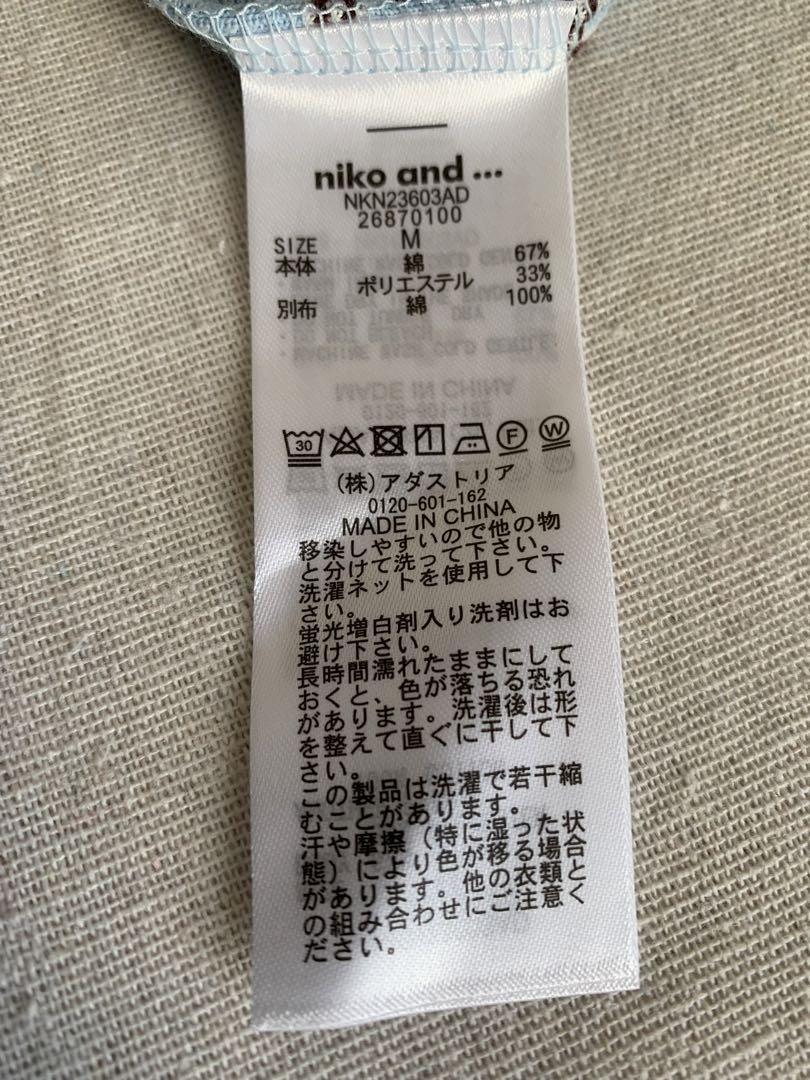 niko and ...
NKN23603AD
26870100
SIZE M
本体 綿 67%
ポリエステル 33%
別布 綿 100%
30 F W
(株)アダストリア
0120-601-162
MADE IN CHINA
移染しやすいので他の物
と分けて洗って下さい。
洗濯ネットを使用して下
さい。
蛍光増白剤入り洗剤はお
避け下さい。
長時間濡れたままにして
おくと、色が落ちる恐れ
があります。洗濯後は形
を整えて直ぐに干して下
さい。
この製品は洗濯で若干縮
むことがあります。
汗や摩擦(特に湿った状
態)により色が移る場合
があります。他の衣類と
の組み合わせにご注意く
ださい。